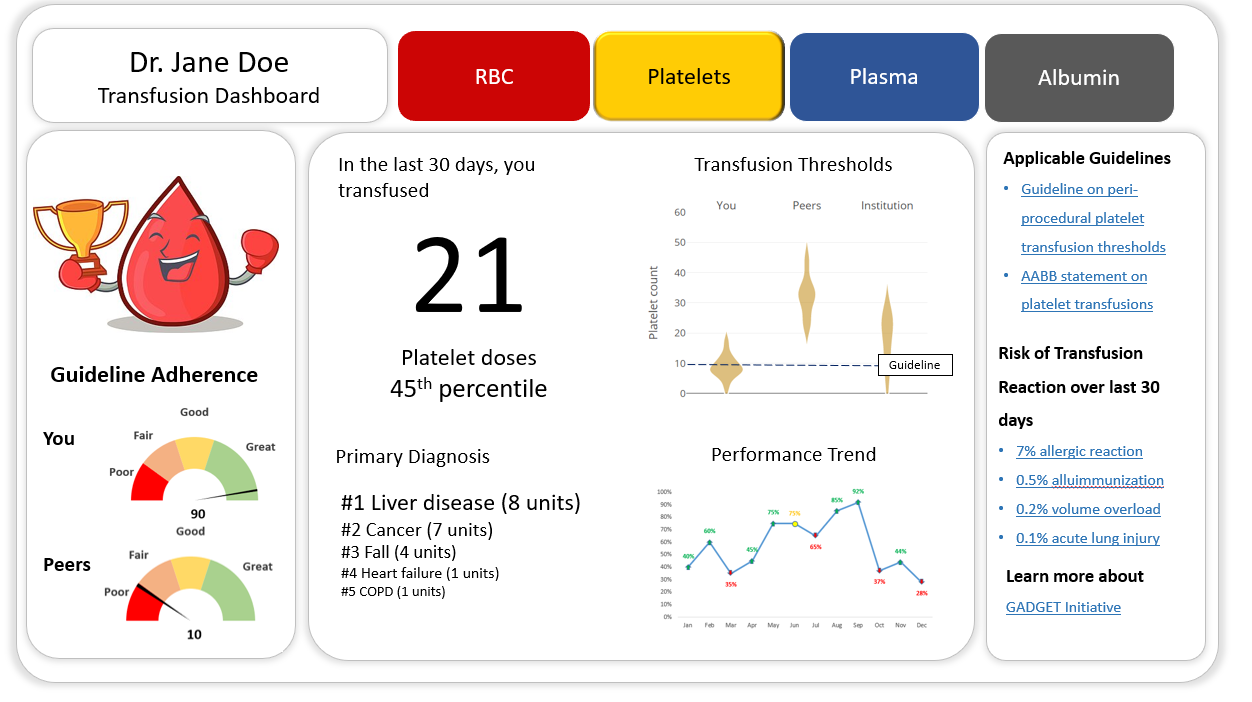 Dr. Jane Doe
Transfusion Dashboard
RBC
Platelets
Plasma
Albumin
Guideline Adherence
You
Poor
Fair
Good
Great
90
Peers
Poor
Fair
Good
Great
10
In the last 30 days, you
transfused
21
Platelet doses
45th percentile
Primary Diagnosis
#1 Liver disease (8 units)
#2 Cancer (7 units)
#3 Fall (4 units)
#4 Heart failure (1 units)
#5 COPD (1 units)
Transfusion Thresholds
You Peers Institution
Platelet count
60
50
40
30
20
10
0
Guideline
Performance Trend
100%
90%
80%
70%
60%
50%
40%
30%
20%
10%
0%
40% 60% 35% 45% 75% 75% 65% 85% 92% 37% 44% 28%
Jan Feb Mar Apr May Jun Jul Aug Sep Oct Nov Dec
Applicable Guidelines
• Guideline on peri-
procedural platelet
transfusion thresholds
• AABB statement on
platelet transfusions
Risk of Transfusion
Reaction over last 30
days
• 7% allergic reaction
• 0.5% alluimmunization
• 0.2% volume overload
• 0.1% acute lung injury
Learn more about
GADGET Initiative